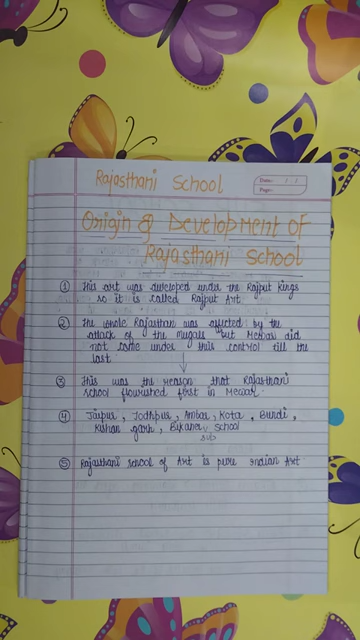 Rajasthani School
Date:
Page:
Origin & Development of
Rajasthani School
① This art was developed under the Rajput Kings
so it is called Rajput Art
② The whole Rajasthan was affected by the
attack of the mugals but Mewar did
not come under this control till the
last
③ This was the reason that Rajasthani
school flourished first in Mewar
④ Jaipur, Jodhpur, Amber, Kota, Bundi,
Kishan garh, Bikaner School
sub
⑤ Rajasthani school of Art is pure Indian Art